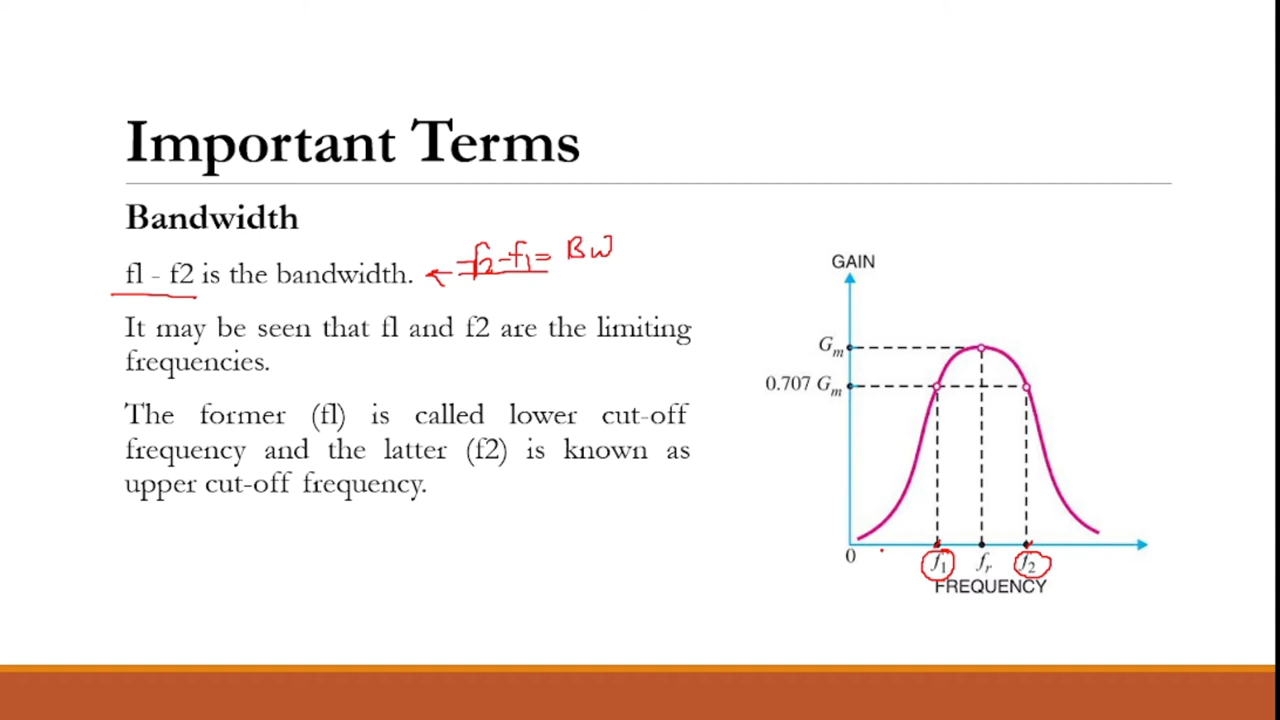 Important Terms
Bandwidth
f2 - f1 = BW
f1 - f2 is the bandwidth.
It may be seen that f1 and f2 are the limiting
frequencies.
The former (f1) is called lower cut-off
frequency and the latter (f2) is known as
upper cut-off frequency.
GAIN
Gm
0.707 Gm
0
f1
fr
f2
FREQUENCY